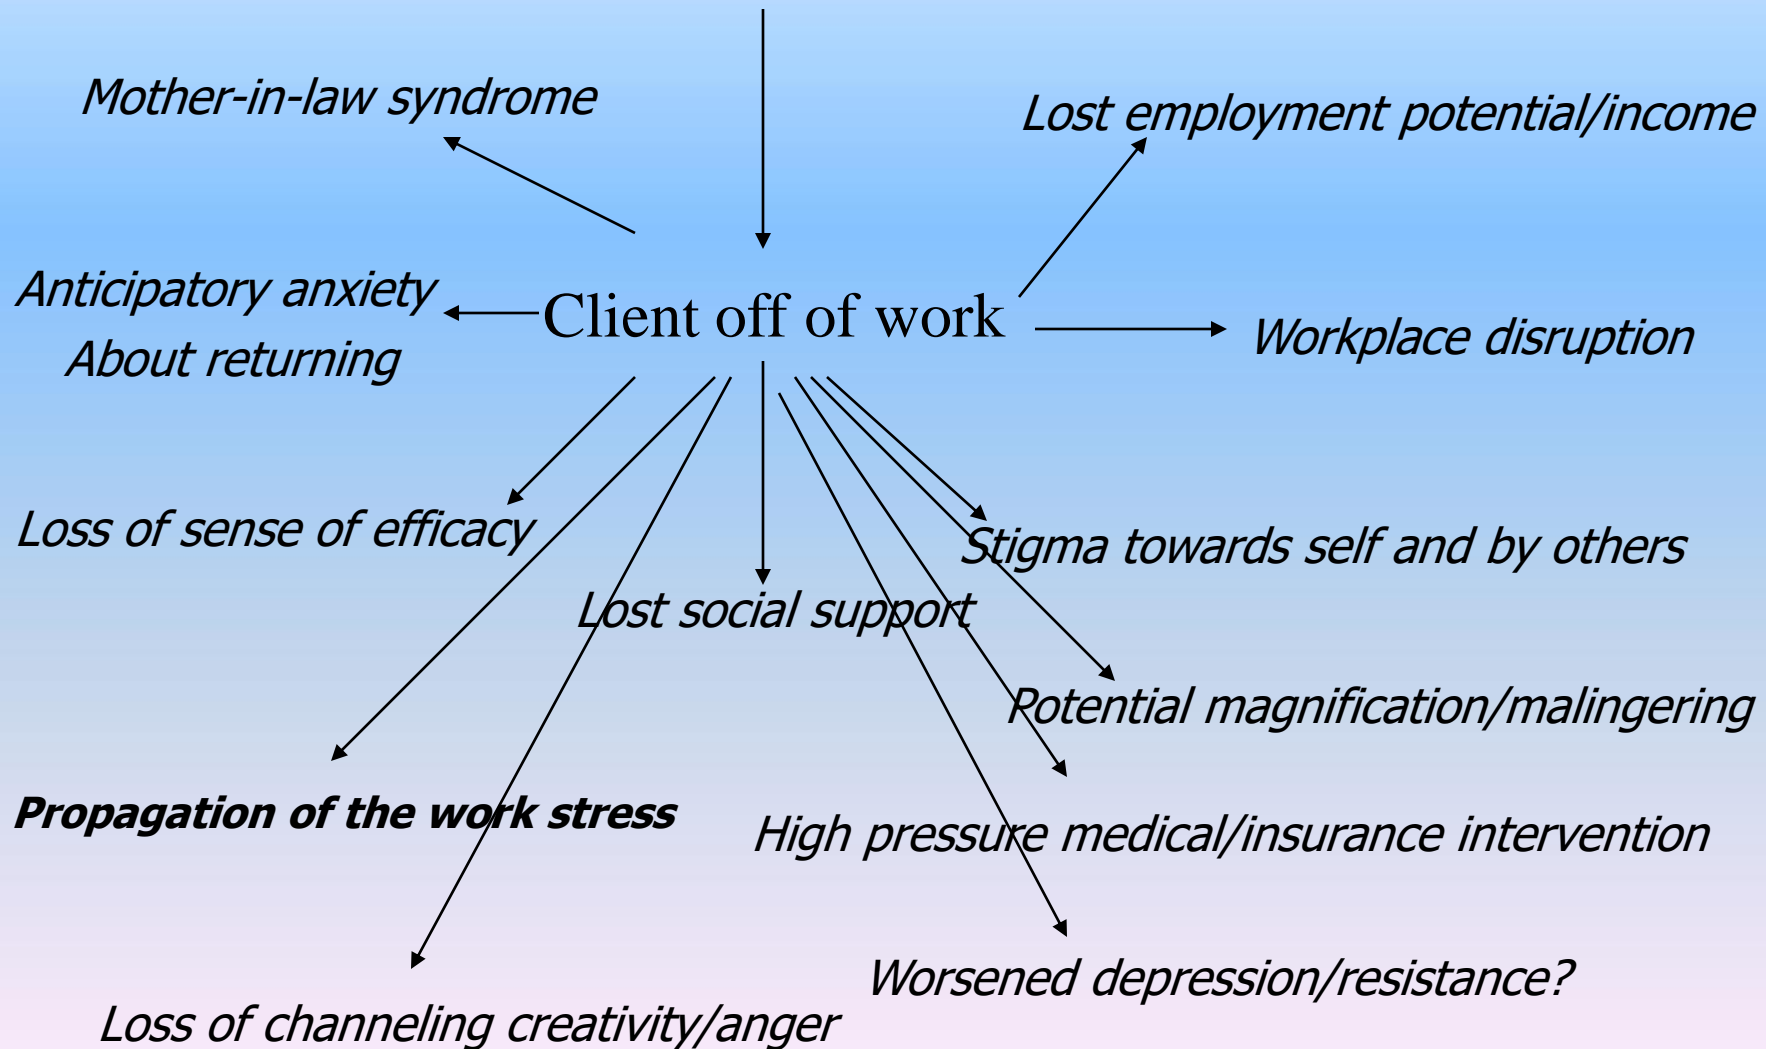 Mother-in-law syndrome
Lost employment potential/income
Anticipatory anxiety
About returning
Client off of work
Workplace disruption
Loss of sense of efficacy
Stigma towards self and by others
Lost social support
Potential magnification/malingering
Propagation of the work stress
High pressure medical/insurance intervention
Worsened depression/resistance?
Loss of channeling creativity/anger